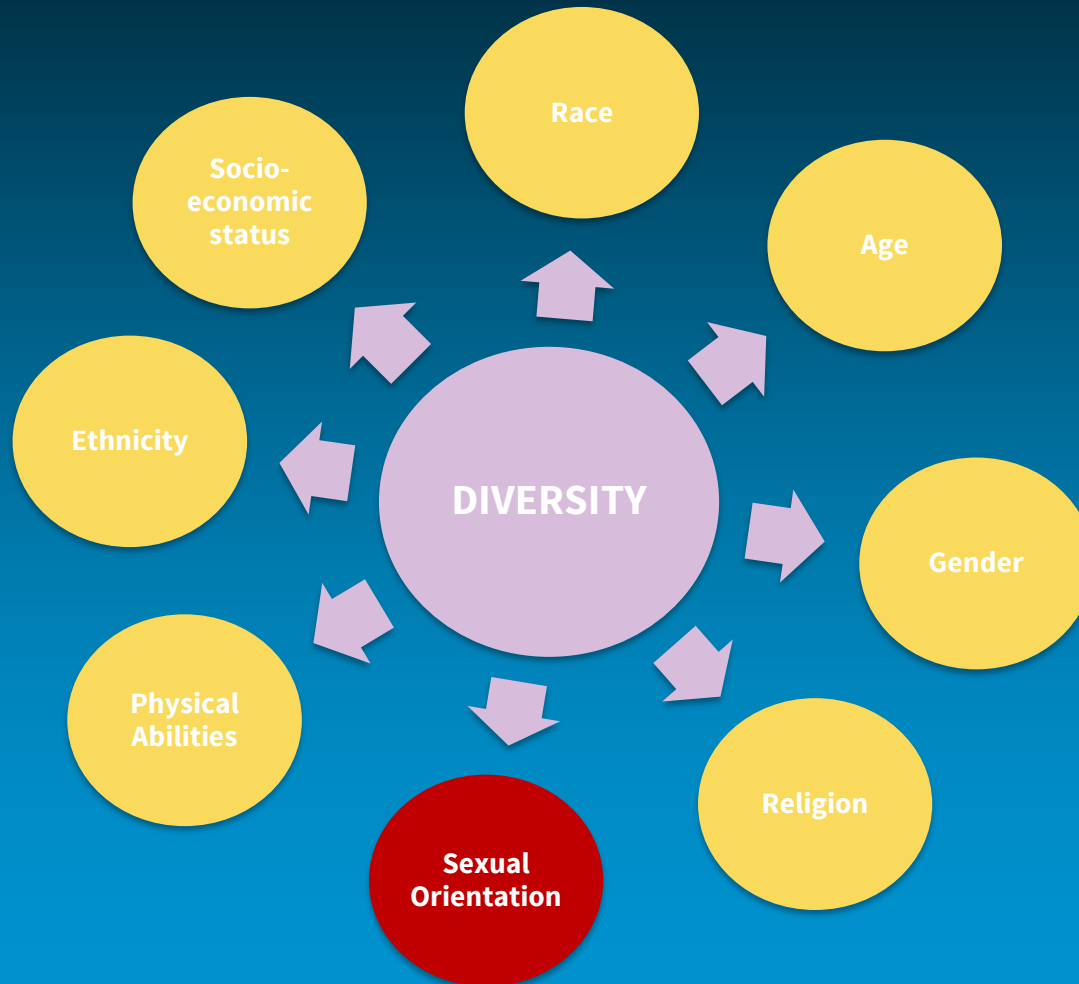 Race
Socio-
economic
status
Age
Ethnicity
DIVERSITY
Gender
Physical
Abilities
Religion
Sexual
Orientation